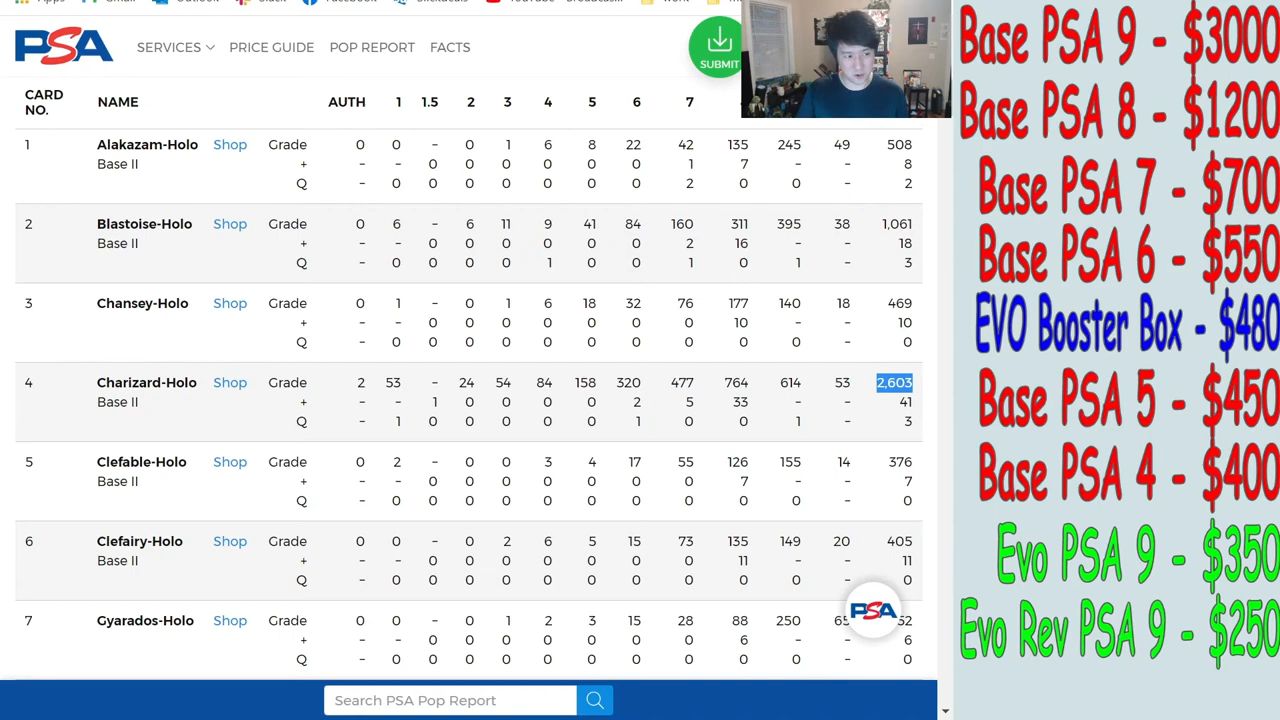 Apps Gmail Outlook Slack Facebook ClickDeals YouTube Broadcasti... work
PSA SERVICES PRICE GUIDE POP REPORT FACTS
SUBMIT
CARD NO. NAME AUTH 1 1.5 2 3 4 5 6 7
1 Alakazam-Holo Shop Grade 0 0 – 0 1 6 8 22 42 135 245 49 508
Base II + – – 0 0 0 0 0 0 1 7 – – 8
Q – 0 0 0 0 0 0 0 2 0 0 – 2
2 Blastoise-Holo Shop Grade 0 6 – 6 11 9 41 84 160 311 395 38 1,061
Base II + – – 0 0 0 0 0 0 2 16 – – 18
Q – 0 0 0 0 1 0 0 1 0 1 – 3
3 Chansey-Holo Shop Grade 0 1 – 0 1 6 18 32 76 177 140 18 469
+ – – 0 0 0 0 0 0 0 10 – – 10
Q – 0 0 0 0 0 0 0 0 0 0 – 0
4 Charizard-Holo Shop Grade 2 53 – 24 54 84 158 320 477 764 614 53 2,603
Base II + – – 1 0 0 0 0 2 5 33 – – 41
Q – 1 0 0 0 0 0 1 0 0 1 – 3
5 Clefable-Holo Shop Grade 0 2 – 0 0 3 4 17 55 126 155 14 376
Base II + – – 0 0 0 0 0 0 0 7 – – 7
Q – 0 0 0 0 0 0 0 0 0 0 – 0
6 Clefairy-Holo Shop Grade 0 0 – 0 2 6 5 15 73 135 149 20 405
Base II + – – 0 0 0 0 0 0 0 11 – – 11
Q – 0 0 0 0 0 0 0 0 0 0 – 0
7 Gyarados-Holo Shop Grade 0 0 – 0 1 2 3 15 28 88 250
+ – – 0 0 0 0 0 0 0 6 – – 6
Q – 0 0 0 0 0 0 0 0 0 0 – 0
PSA
Search PSA Pop Report
Base PSA 9 - $3000
Base PSA 8 - $1200
Base PSA 7 - $700
Base PSA 6 - $550
EVO Booster Box - $480
Base PSA 5 - $450
Base PSA 4 - $400
Evo PSA 9 - $350
Evo Rev PSA 9 - $250